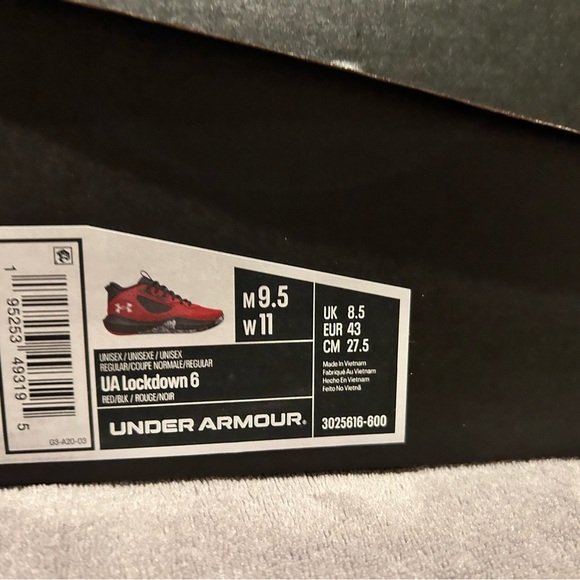 1 95253 49319 5
03-A20-03
M 9.5
W 11
UK 8.5
EUR 43
CM 27.5
UNISEX / UNISEXE / UNISEX
REGULAR/COUPE NORMALE/REGULAR
UA Lockdown 6
RED/BLK / ROUGE/NOIR
UNDER ARMOUR®
Made in Vietnam
Fabriqué Au Vietnam
Hecho En Vietnam
Feito No Vietnã
3025616-600